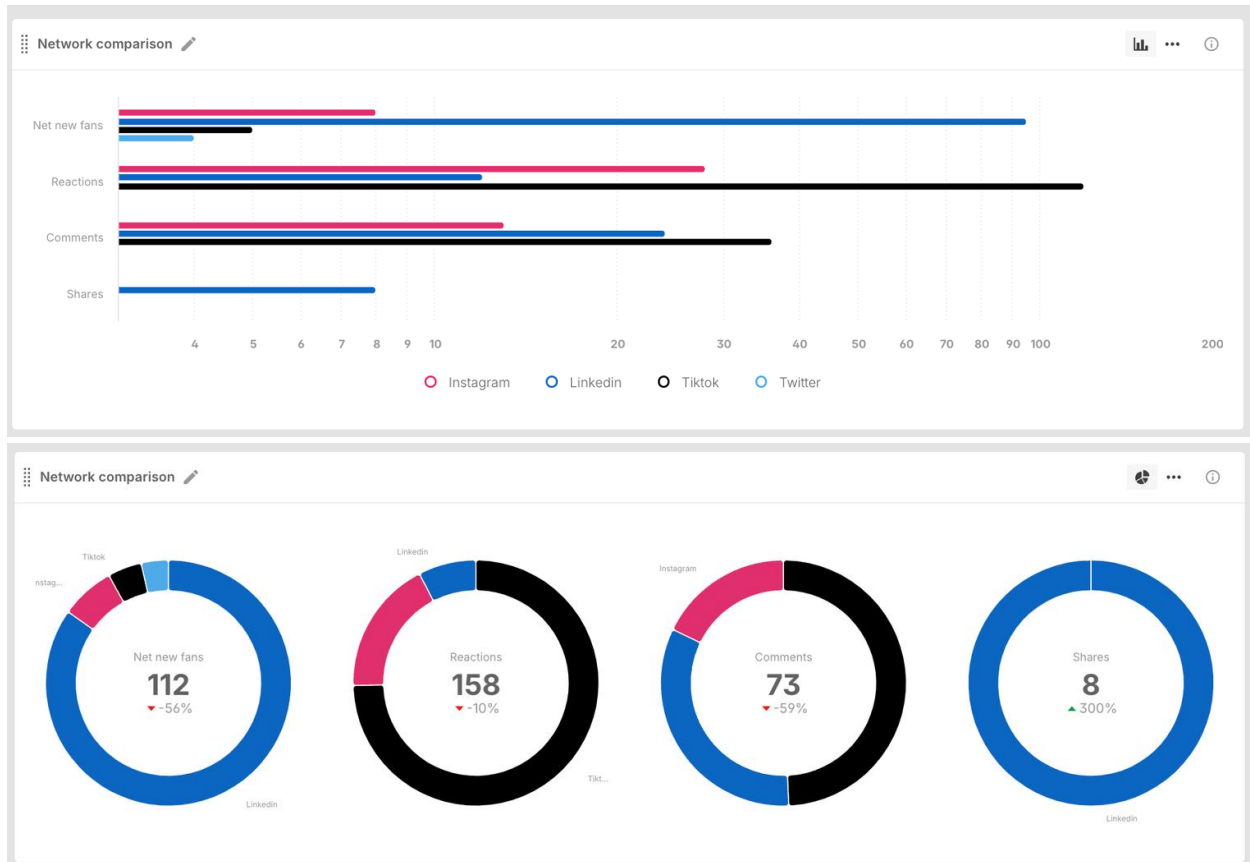 Network comparison
Net new fans
Reactions
Comments
Shares
4 5 6 7 8 9 10 20 30 40 50 60 70 80 90 100 200
Instagram Linkedin Tiktok Twitter
Network comparison
Tiktok
nstag...
Net new fans
112
-56%
Linkedin
Linkedin
Reactions
158
-10%
Tikt...
Instagram
Comments
73
-59%
Shares
8
300%
Linkedin